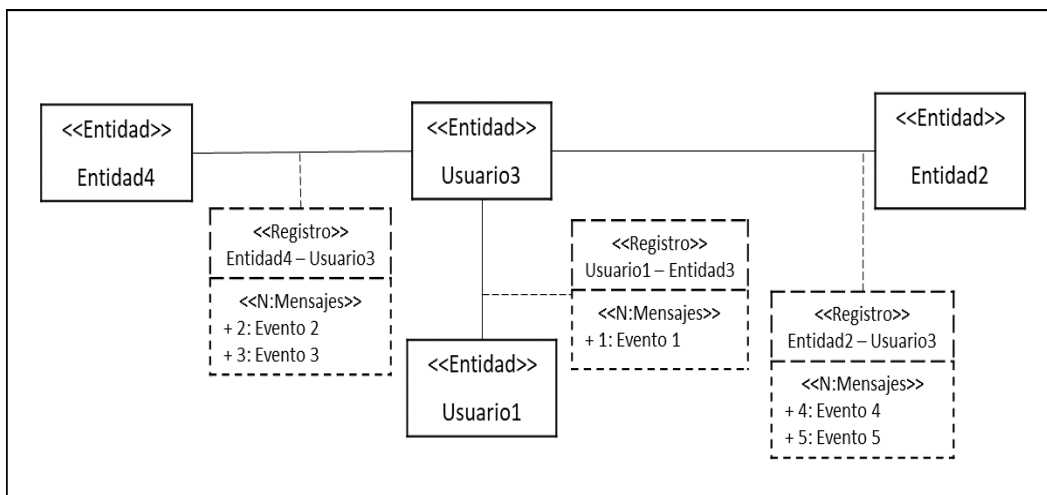 <<Entidad>>
Entidad4
<<Entidad>>
Usuario3
<<Entidad>>
Entidad2
<<Registro>>
Entidad4 – Usuario3
<<N:Mensajes>>
+ 2: Evento 2
+ 3: Evento 3
<<Registro>>
Usuario1 – Entidad3
<<N:Mensajes>>
+ 1: Evento 1
<<Registro>>
Entidad2 – Usuario3
<<N:Mensajes>>
+ 4: Evento 4
+ 5: Evento 5
<<Entidad>>
Usuario1